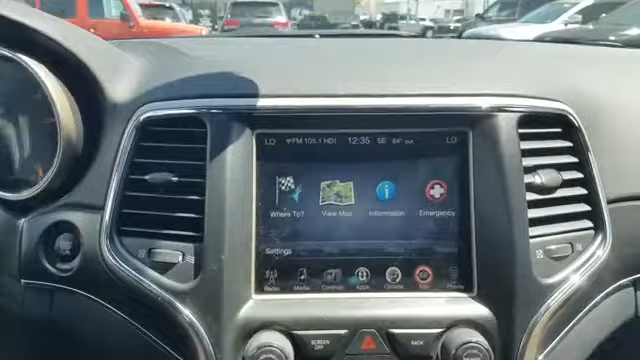 LO FM 105.1 HD1 12:35 SE 84° out LO
Where To? View Map Information Emergency
Settings
Radio Media Controls Apps Climate Nav Phone
SCREEN OFF BACK